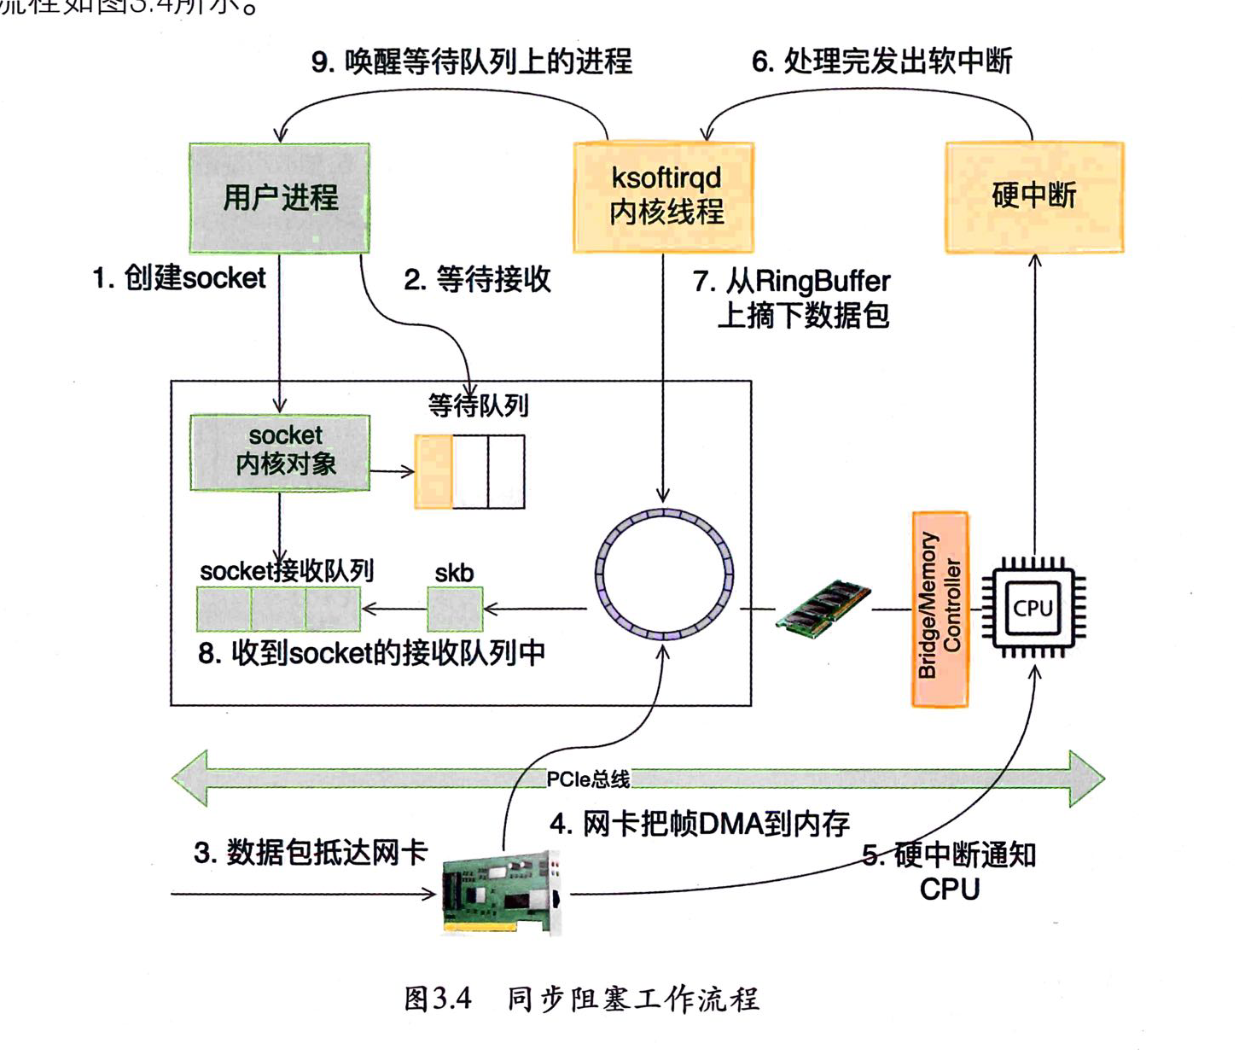 流程如图3.4所示。
9. 唤醒等待队列上的进程
6. 处理完发出软中断
用户进程
ksoftirqd
内核线程
硬中断
1. 创建socket
2. 等待接收
7. 从RingBuffer
上摘下数据包
等待队列
socket
内核对象
socket接收队列
skb
8. 收到socket的接收队列中
Bridge/Memory
Controller
CPU
PCIe总线
3. 数据包抵达网卡
4. 网卡把帧DMA到内存
5. 硬中断通知
CPU
图3.4 同步阻塞工作流程